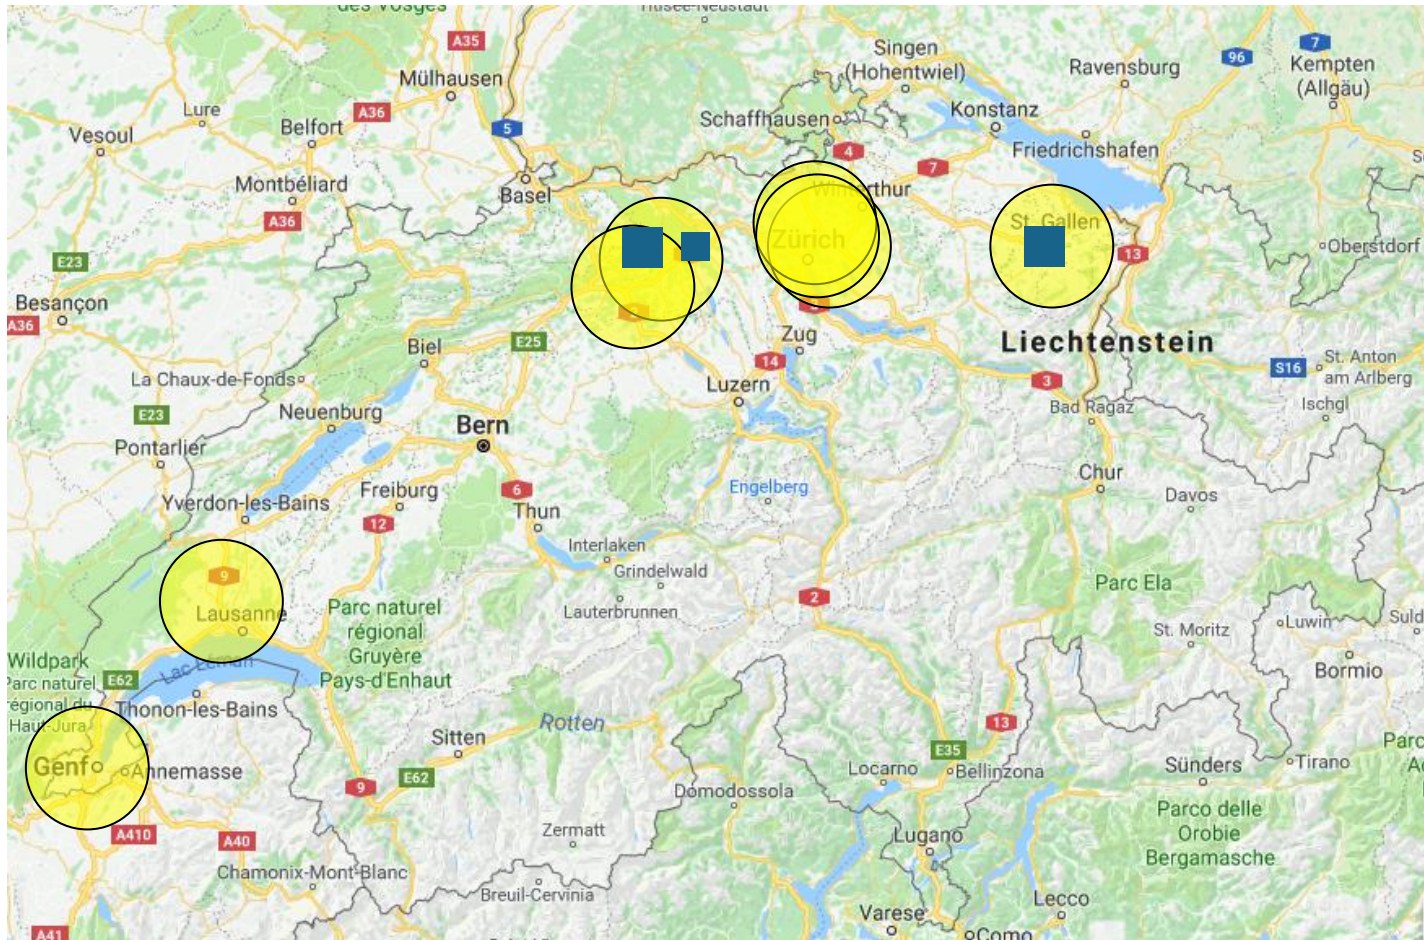 des Vosges
Titisee-Neustadt
A35
Singen
(Hohentwiel)
Ravensburg
7
96
Kempten
(Allgäu)
Mülhausen
Lure
A36
Belfort
5
Schaffhausen
Konstanz
Vesoul
4
7
Friedrichshafen
Montbéliard
Basel
A36
Winterthur
St. Gallen
Zürich
13
Oberstdorf
E23
Besançon
A36
Biel
E25
Zug
14
Liechtenstein
La Chaux-de-Fonds
Luzern
3
S16
St. Anton
am Arlberg
E23
Neuenburg
Bad Ragaz
Ischgl
Bern
Pontarlier
Chur
Freiburg
6
Engelberg
Davos
Yverdon-les-Bains
Thun
12
Interlaken
9
Grindelwald
2
Parc Ela
Lausanne
Parc naturel
régional
Gruyère
Pays-d'Enhaut
Lauterbrunnen
St. Moritz
Luwin
Suld
Wildpark
Parc naturel
régional du
Haut-Jura
E62
Lac Léman
Bormio
Thonon-les-Bains
Rotten
13
Sitten
E35
Genf
Annemasse
E62
Locarno
Bellinzona
Sünders
Tirano
Parc
9
Domodossola
A410
A40
Zermatt
Lugano
Parco delle
Orobie
Bergamasche
Chamonix-Mont-Blanc
Breuil-Cervinia
Lecco
Varese
A41
Como